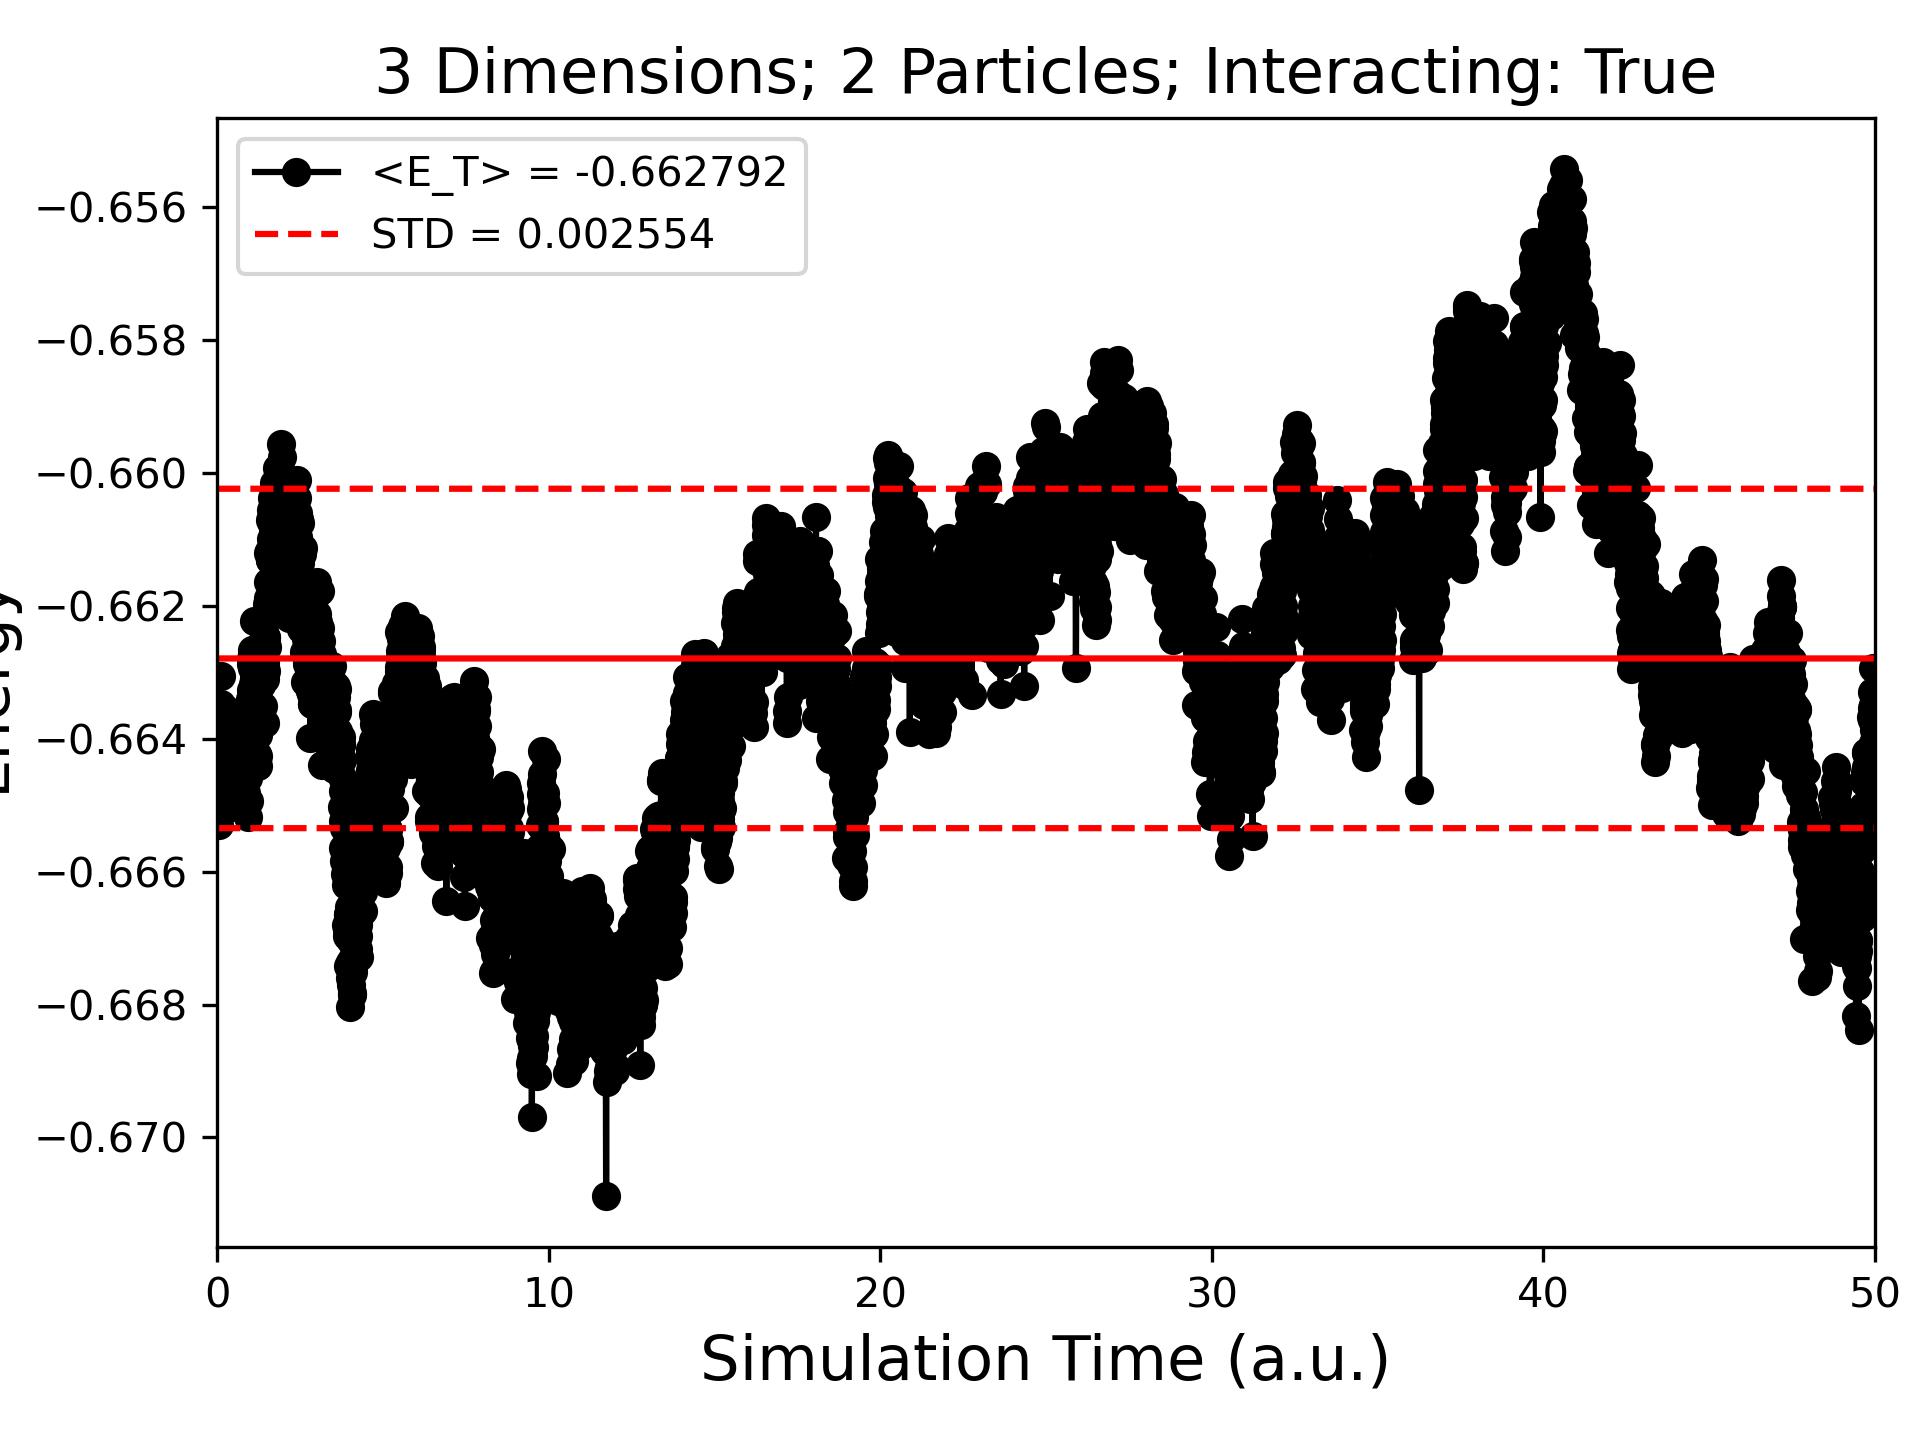 3 Dimensions; 2 Particles; Interacting: True
<E_T> = -0.662792
STD = 0.002554
Energy
−0.656
−0.658
−0.660
−0.662
−0.664
−0.666
−0.668
−0.670
0 10 20 30 40 50
Simulation Time (a.u.)